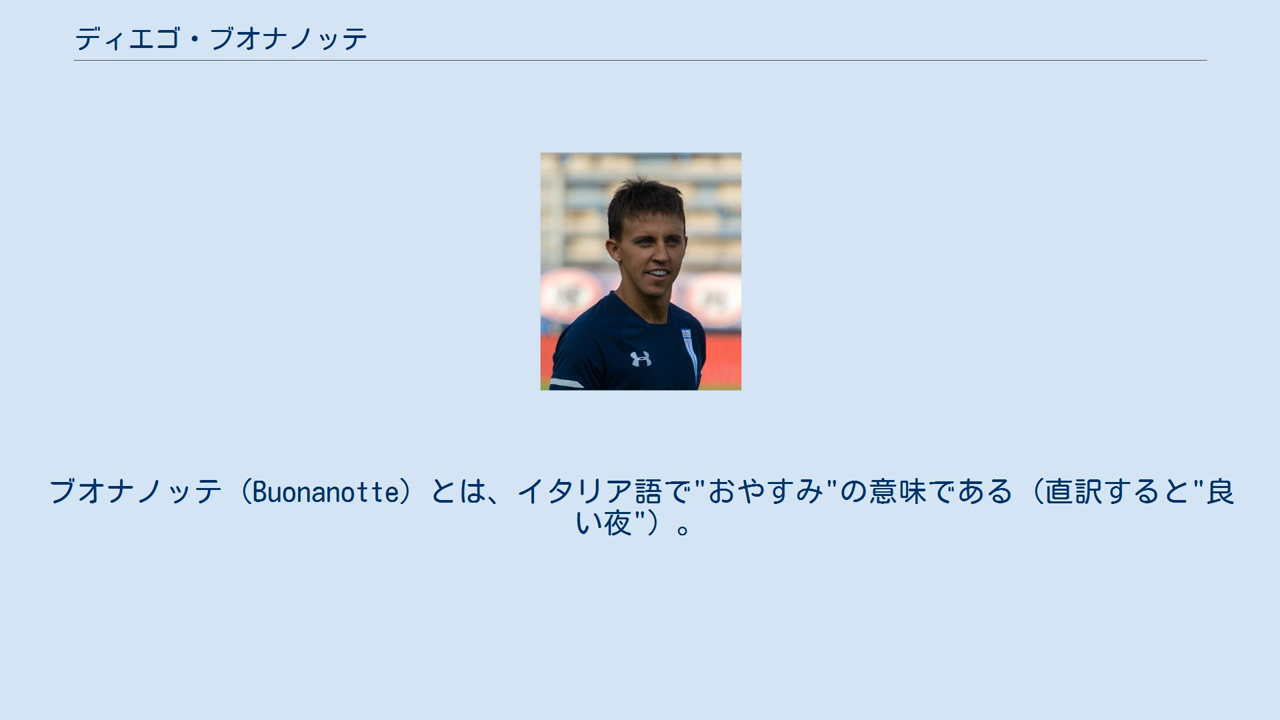 ディエゴ・ブオナノッテ
ブオナノッテ（Buonanotte）とは、イタリア語で"おやすみ"の意味である（直訳すると"良
い夜"）。